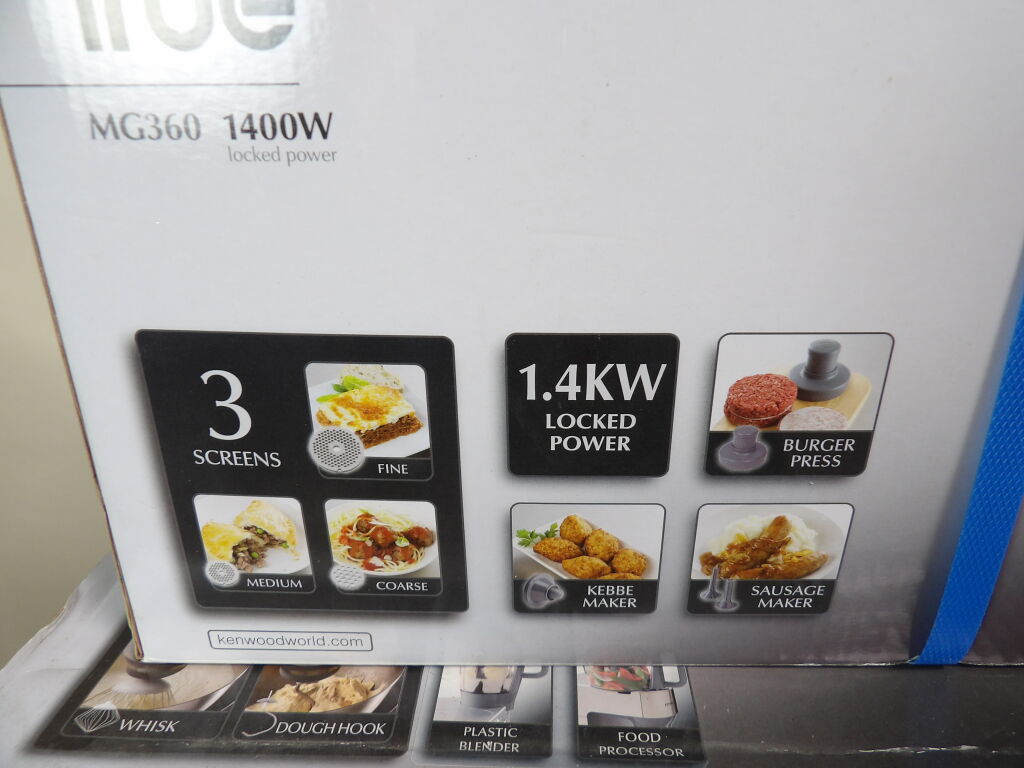 MG360 1400W
locked power
3
SCREENS
FINE
MEDIUM
COARSE
1.4KW
LOCKED
POWER
BURGER
PRESS
KEBBE
MAKER
SAUSAGE
MAKER
kenwoodworld.com
WHISK
DOUGH HOOK
PLASTIC
BLENDER
FOOD
PROCESSOR